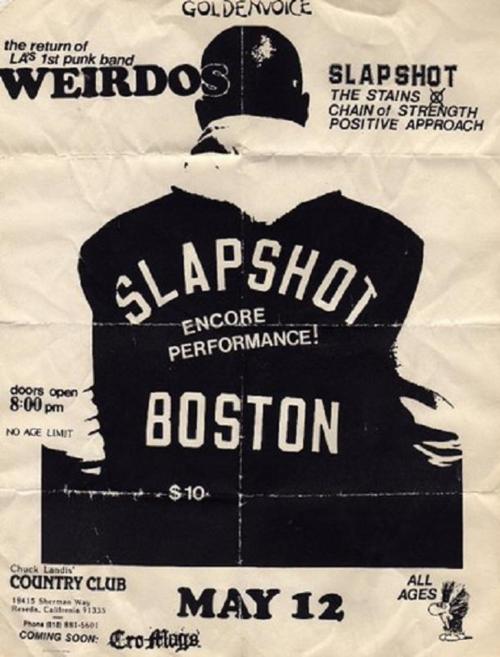 GOLDENVOICE
the return of
LA'S 1st punk band
WEIRDOS
SLAPSHOT
THE STAINS
CHAIN of STRENGTH
POSITIVE APPROACH
SLAPSHOT
ENCORE
PERFORMANCE!
BOSTON
doors open
8:00 pm
NO AGE LIMIT
$10
Chuck Landis'
COUNTRY CLUB
18415 Sherman Way
Reseda, California 91335
Phone (818) 881-5601
COMING SOON: Cro-Mags
MAY 12
ALL
AGES